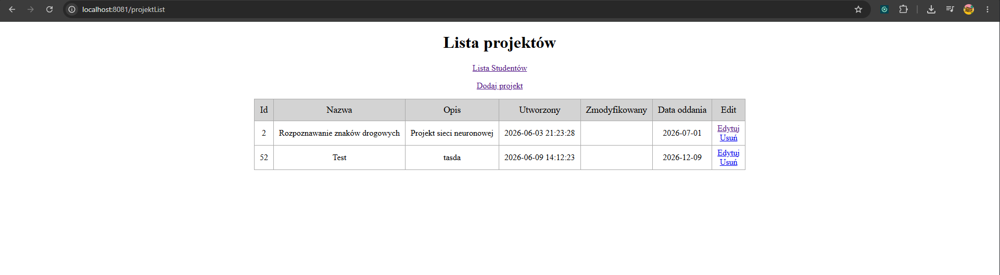 localhost:8081/projektList
Lista projektów
Lista Studentów
Dodaj projekt
Id Nazwa Opis Utworzony Zmodyfikowany Data oddania Edit
2 Rozpoznawanie znaków drogowych Projekt sieci neuronowej 2026-06-03 21:23:28 2026-07-01 Edytuj
Usuń
52 Test tasda 2026-06-09 14:12:23 2026-12-09 Edytuj
Usuń